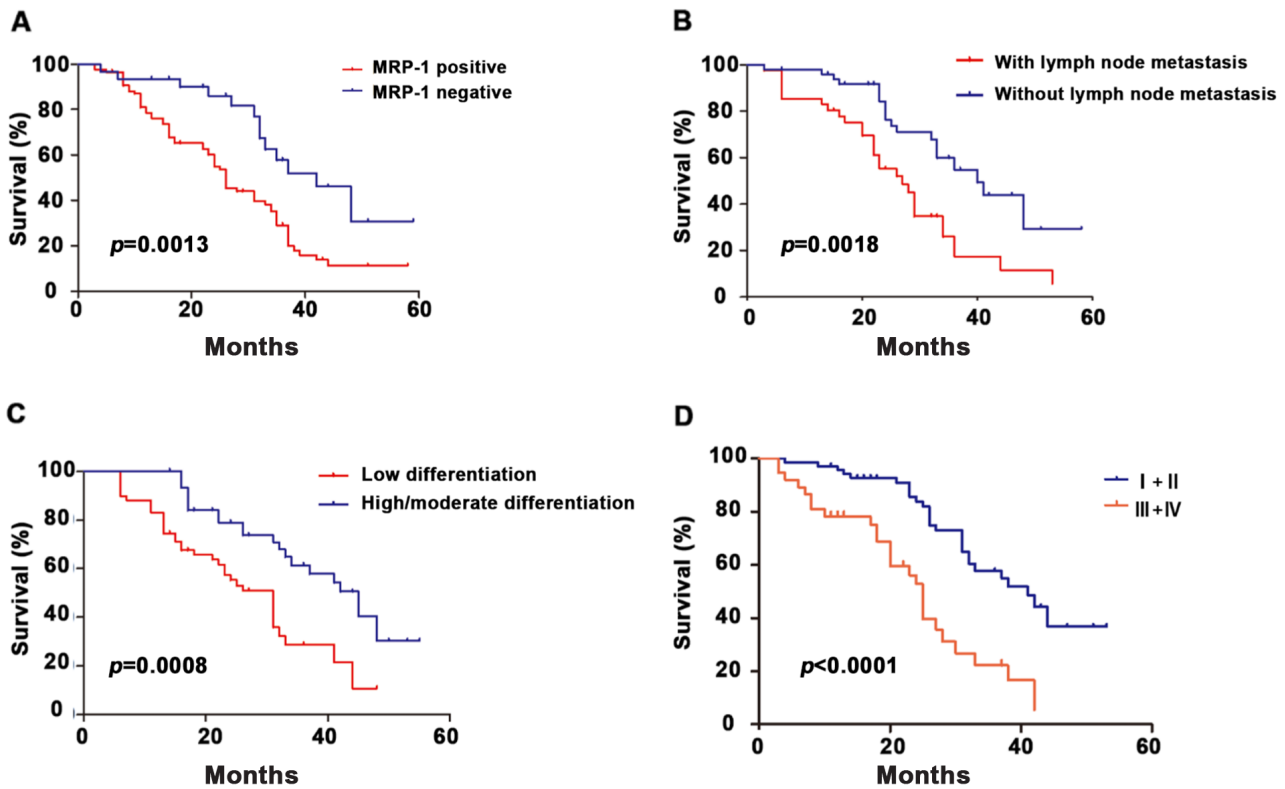 A
100
80
60
40
20
0
Survival (%)
MRP-1 positive
MRP-1 negative
p=0.0013
0 20 40 60
Months
B
100
80
60
40
20
0
Survival (%)
With lymph node metastasis
Without lymph node metastasis
p=0.0018
0 20 40 60
Months
C
100
80
60
40
20
0
Survival (%)
Low differentiation
High/moderate differentiation
p=0.0008
0 20 40 60
Months
D
100
80
60
40
20
0
Survival (%)
I + II
III+IV
p<0.0001
0 20 40 60
Months